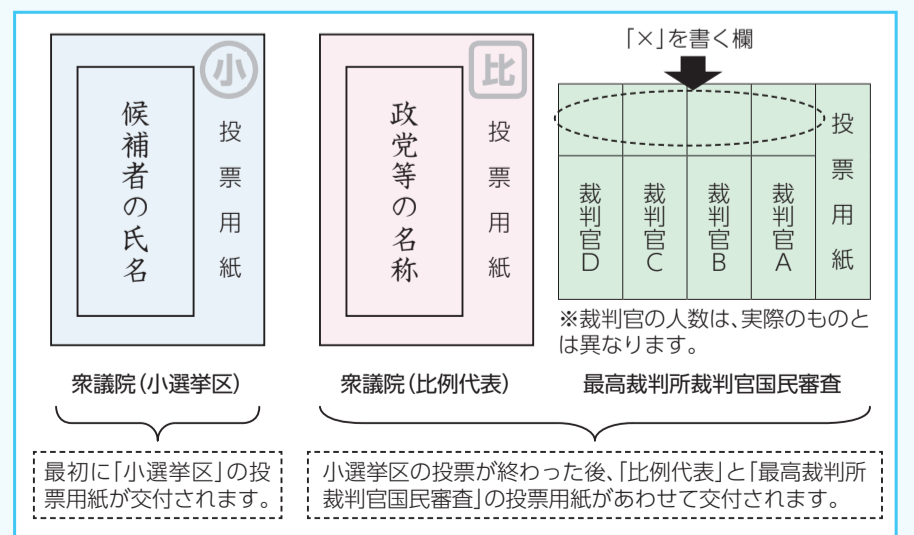 小
投票用紙
候補者の氏名
衆議院（小選挙区）
最初に「小選挙区」の投
票用紙が交付されます。
比
投票用紙
政党等の名称
衆議院（比例代表）
「×」を書く欄
投票用紙
裁判官A
裁判官B
裁判官C
裁判官D
※裁判官の人数は、実際のものと
は異なります。
最高裁判所裁判官国民審査
小選挙区の投票が終わった後、「比例代表」と「最高裁判所
裁判官国民審査」の投票用紙があわせて交付されます。